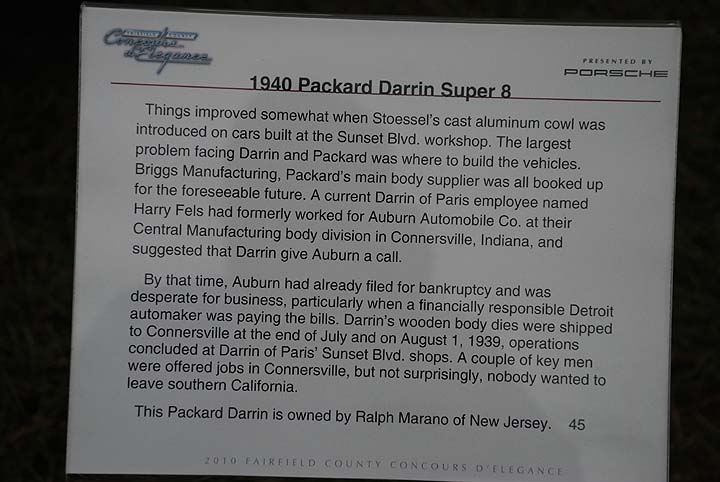 FAIRFIELD COUNTY
Concours
d'Elegance
PRESENTED BY
PORSCHE
1940 Packard Darrin Super 8
Things improved somewhat when Stoessel's cast aluminum cowl was
introduced on cars built at the Sunset Blvd. workshop. The largest
problem facing Darrin and Packard was where to build the vehicles.
Briggs Manufacturing, Packard's main body supplier was all booked up
for the foreseeable future. A current Darrin of Paris employee named
Harry Fels had formerly worked for Auburn Automobile Co. at their
Central Manufacturing body division in Connersville, Indiana, and
suggested that Darrin give Auburn a call.
By that time, Auburn had already filed for bankruptcy and was
desperate for business, particularly when a financially responsible Detroit
automaker was paying the bills. Darrin's wooden body dies were shipped
to Connersville at the end of July and on August 1, 1939, operations
concluded at Darrin of Paris' Sunset Blvd. shops. A couple of key men
were offered jobs in Connersville, but not surprisingly, nobody wanted to
leave southern California.
This Packard Darrin is owned by Ralph Marano of New Jersey. 45
2010 FAIRFIELD COUNTY CONCOURS D'ELEGANCE